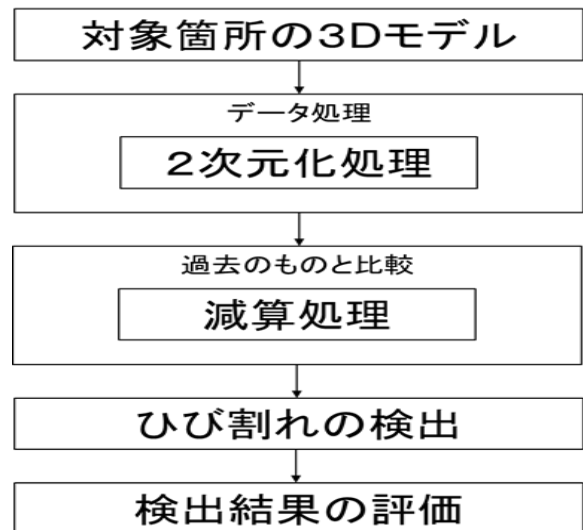 対象箇所の3Dモデル
データ処理
2次元化処理
過去のものと比較
減算処理
ひび割れの検出
検出結果の評価